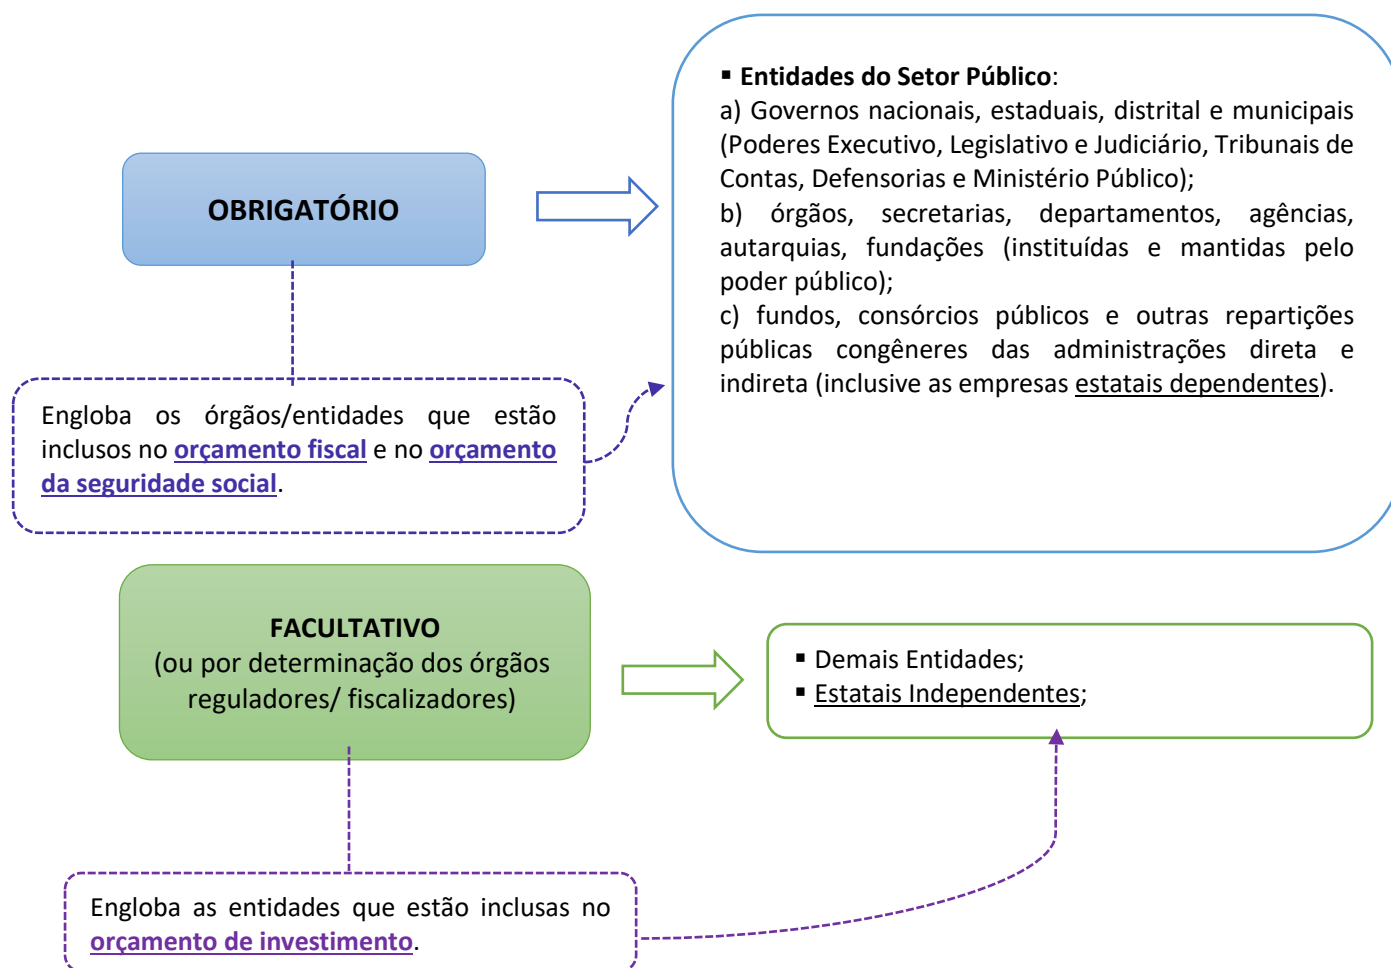 ▪ Entidades do Setor Público:
a) Governos nacionais, estaduais, distrital e municipais
(Poderes Executivo, Legislativo e Judiciário, Tribunais de
Contas, Defensorias e Ministério Público);
b) órgãos, secretarias, departamentos, agências,
autarquias, fundações (instituídas e mantidas pelo
poder público);
c) fundos, consórcios públicos e outras repartições
públicas congêneres das administrações direta e
indireta (inclusive as empresas estatais dependentes).
OBRIGATÓRIO
Engloba os órgãos/entidades que estão
inclusos no orçamento fiscal e no orçamento
da seguridade social.
FACULTATIVO
(ou por determinação dos órgãos
reguladores/ fiscalizadores)
▪ Demais Entidades;
▪ Estatais Independentes;
Engloba as entidades que estão inclusas no
orçamento de investimento.